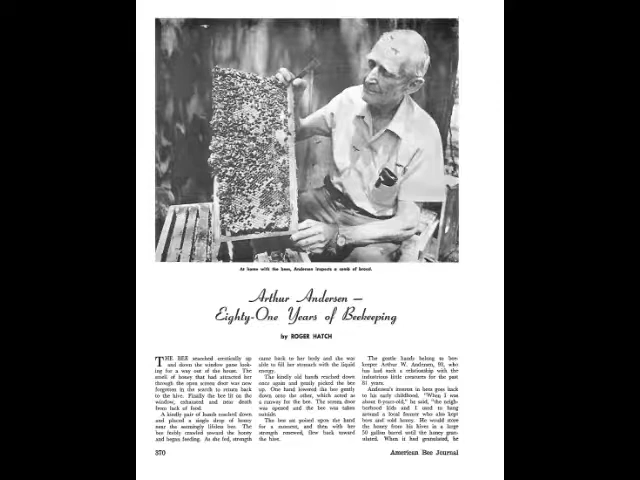 At home with the bees, Andersen inspects a comb of brood.
Arthur Andersen —
Eighty-One Years of Beekeeping
by ROGER HATCH
THE BEE searched erratically up
and down the window pane look-
ing for a way out of the house. The
smell of honey that had attracted her
through the open screen door was now
forgotten in the search to return back
to the hive. Finally the bee lit on the
window, exhausted and near death
from lack of food.
A kindly pair of hands reached down
and placed a single drop of honey
near the seemingly lifeless bee. The
bee feebly crawled toward the honey
and began feeding. As she fed, strength
came back to her body and she was
able to fill her stomach with the liquid
energy.
The kindly old hands reached down
once again and gently picked the bee
up. One hand lowered the bee gently
down onto the other, which acted as
a runway for the bee. The screen door
was opened and the bee was taken
outside.
The bee sat poised upon the hand
for a moment, and then with her
strength renewed, flew back toward
the hive.
The gentle hands belong to bee-
keeper Arthur W. Andersen, 92, who
has had such a relationship with the
industrious little creatures for the past
81 years.
Andersen's interest in bees goes back
to his early childhood. "When I was
about 8-years-old," he said, "the neigh-
borhood kids and I used to hang
around a local farmer who also kept
bees and sold honey. He would store
the honey from his hives in a large
50 gallon barrel until the honey gran-
ulated. When it had granulated, he
370
American Bee Journal